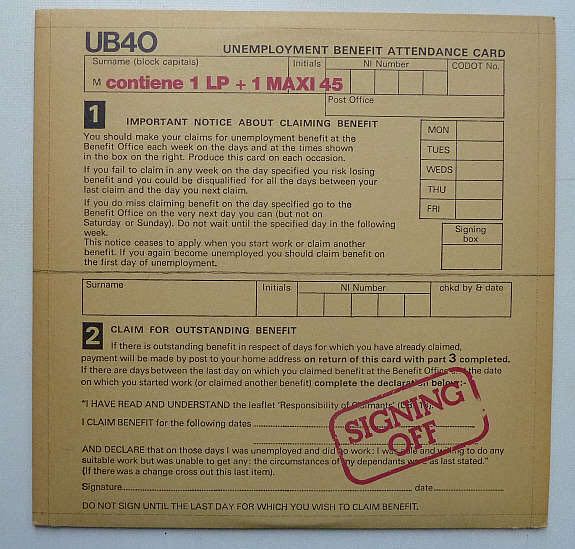 UB40
UNEMPLOYMENT BENEFIT ATTENDANCE CARD
Surname (block capitals) Initials NI Number CODOT No.
M contiene 1 LP + 1 MAXI 45
Post Office
1 IMPORTANT NOTICE ABOUT CLAIMING BENEFIT
You should make your claims for unemployment benefit at the
Benefit Office each week on the days and at the times shown
in the box on the right. Produce this card on each occasion.
If you fail to claim in any week on the day specified you risk losing
benefit and you could be disqualified for all the days between your
last claim and the day you next claim.
If you do miss claiming benefit on the day specified go to the
Benefit Office on the very next day you can (but not on
Saturday or Sunday). Do not wait until the specified day in the following
week.
This notice ceases to apply when you start work or claim another
benefit. If you again become unemployed you should claim benefit on
the first day of unemployment.
MON
TUES
WEDS
THU
FRI
Signing
box
Surname Initials NI Number chkd by & date
2 CLAIM FOR OUTSTANDING BENEFIT
If there is outstanding benefit in respect of days for which you have already claimed,
payment will be made by post to your home address on return of this card with part 3 completed.
If there are days between the last day on which you claimed benefit at the Benefit Office and the date
on which you started work (or claimed another benefit) complete the declaration below:-
"I HAVE READ AND UNDERSTAND the leaflet 'Responsibility of Claimants'
I CLAIM BENEFIT for the following dates
AND DECLARE that on those days I was unemployed and did no work: I was able and willing to do any
suitable work but was unable to get any: the circumstances of my dependants were as last stated."
(If there was a change cross out this last item).
Signature date
DO NOT SIGN UNTIL THE LAST DAY FOR WHICH YOU WISH TO CLAIM BENEFIT.
SIGNING
OFF